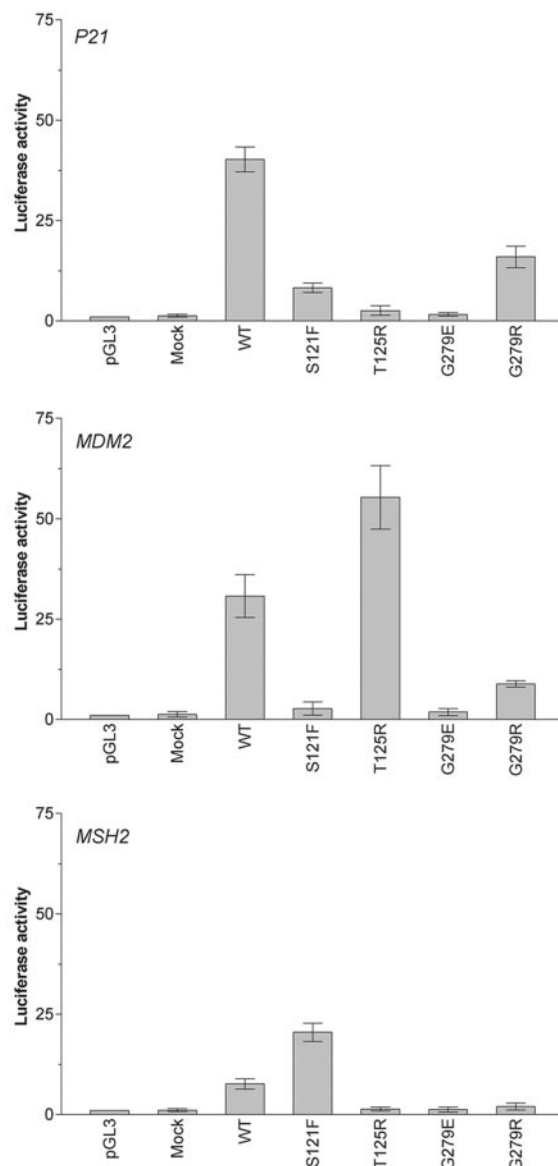 75
P21
50
Luciferase activity
25
0
pGL3 Mock WT S121F T125R G279E G279R
75
MDM2
50
Luciferase activity
25
0
pGL3 Mock WT S121F T125R G279E G279R
75
MSH2
50
Luciferase activity
25
0
pGL3 Mock WT S121F T125R G279E G279R